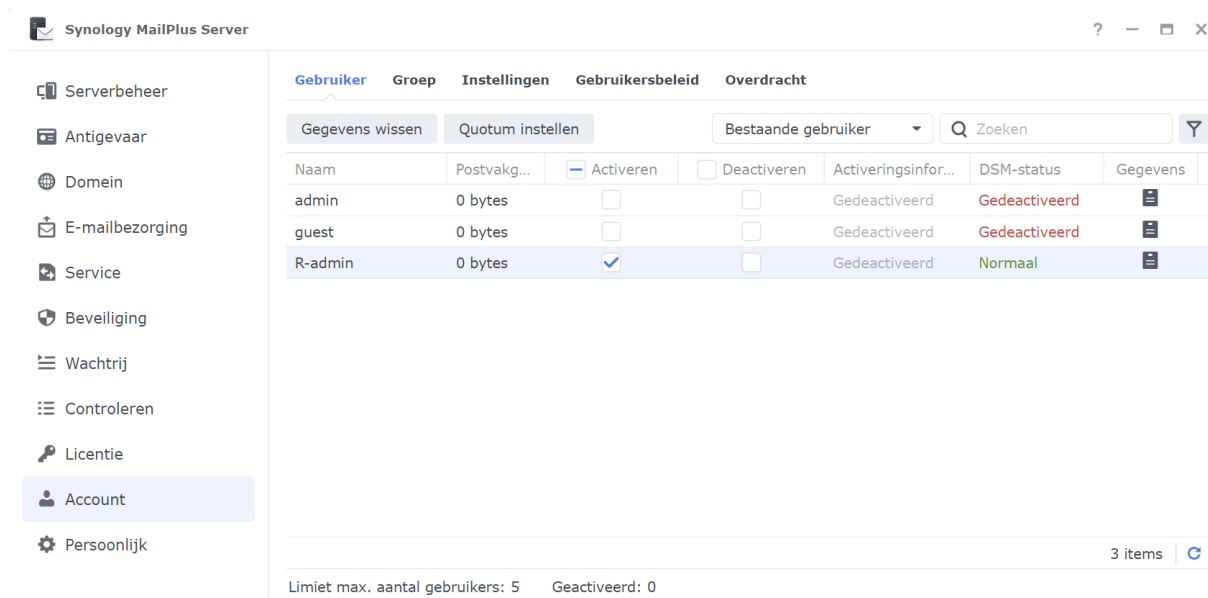 Synology MailPlus Server
?
Serverbeheer
Antigevaar
Domein
E-mailbezorging
Service
Beveiliging
Wachtrij
Controleren
Licentie
Account
Persoonlijk
Gebruiker Groep Instellingen Gebruikersbeleid Overdracht
Gegevens wissen Quotum instellen Bestaande gebruiker Zoeken
Naam Postvakg... Activeren Deactiveren Activeringsinfor... DSM-status Gegevens
admin 0 bytes Gedeactiveerd Gedeactiveerd
guest 0 bytes Gedeactiveerd Gedeactiveerd
R-admin 0 bytes Gedeactiveerd Normaal
3 items
Limiet max. aantal gebruikers: 5 Geactiveerd: 0